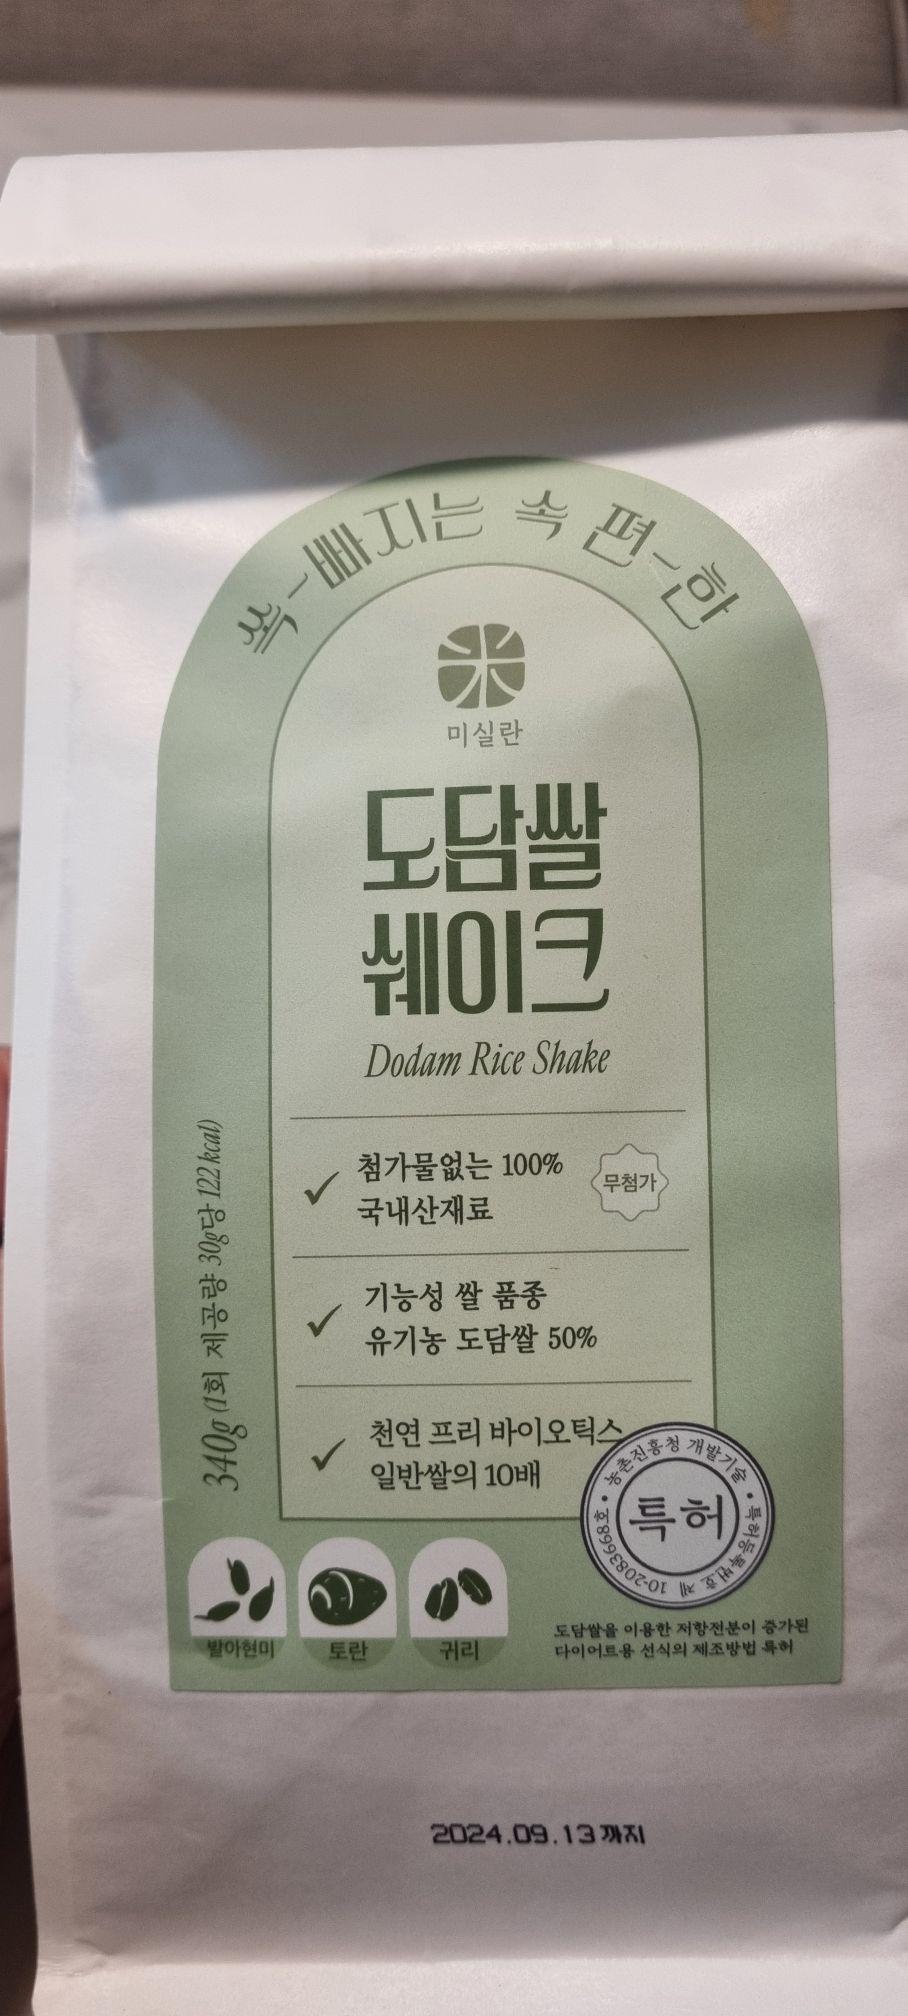 쏙-빠지는 속 편-한
미실란
도담쌀
쉐이크
Dodam Rice Shake
첨가물없는 100%
국내산재료
무첨가
기능성 쌀 품종
유기농 도담쌀 50%
천연 프리 바이오틱스
일반쌀의 10배
340g (1회 제공량 30g당 122 kcal)
농촌진흥청 개발기술 • 특허등록번호 제 10-2083698호 •
특허
발아현미
토란
귀리
도담쌀을 이용한 저항전분이 증가된
다이어트용 선식의 제조방법 특허
2024.09.13까지